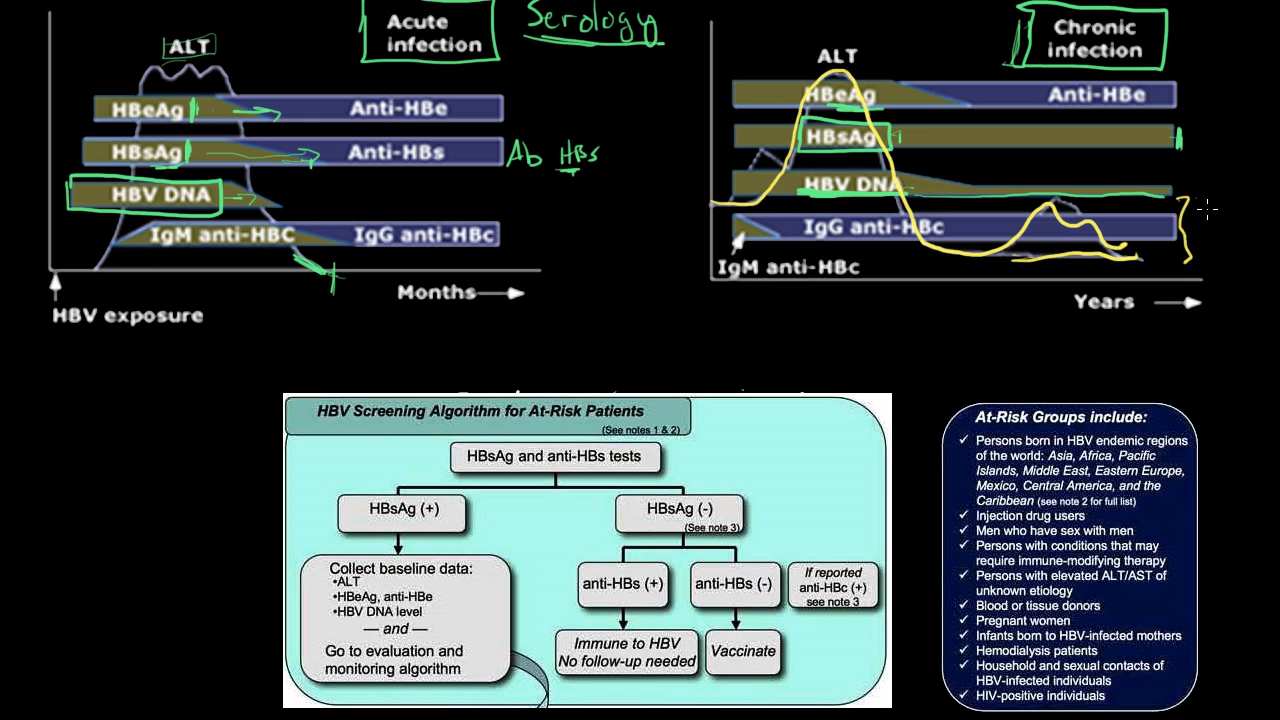 Serology
Acute
infection
ALT
HBeAg
Anti-HBe
HBsAg
Anti-HBs
Ab HBs
HBV DNA
IgM anti-HBC
IgG anti-HBc
Months
HBV exposure
Chronic
infection
ALT
HBeAg
Anti-HBe
HBsAg
HBV DNA
IgG anti-HBc
IgM anti-HBc
Years
HBV Screening Algorithm for At-Risk Patients
(See notes 1 & 2)
HBsAg and anti-HBs tests
HBsAg (+)
HBsAg (-)
(See note 3)
Collect baseline data:
•ALT
•HBeAg, anti-HBe
•HBV DNA level
— and —
Go to evaluation and
monitoring algorithm
anti-HBs (+)
anti-HBs (-)
If reported
anti-HBc (+)
see note 3
Immune to HBV
No follow-up needed
Vaccinate
At-Risk Groups include:
✓ Persons born in HBV endemic regions
of the world: Asia, Africa, Pacific
Islands, Middle East, Eastern Europe,
Mexico, Central America, and the
Caribbean (see note 2 for full list)
✓ Injection drug users
✓ Men who have sex with men
✓ Persons with conditions that may
require immune-modifying therapy
✓ Persons with elevated ALT/AST of
unknown etiology
✓ Blood or tissue donors
✓ Pregnant women
✓ Infants born to HBV-infected mothers
✓ Hemodialysis patients
✓ Household and sexual contacts of
HBV-infected individuals
✓ HIV-positive individuals